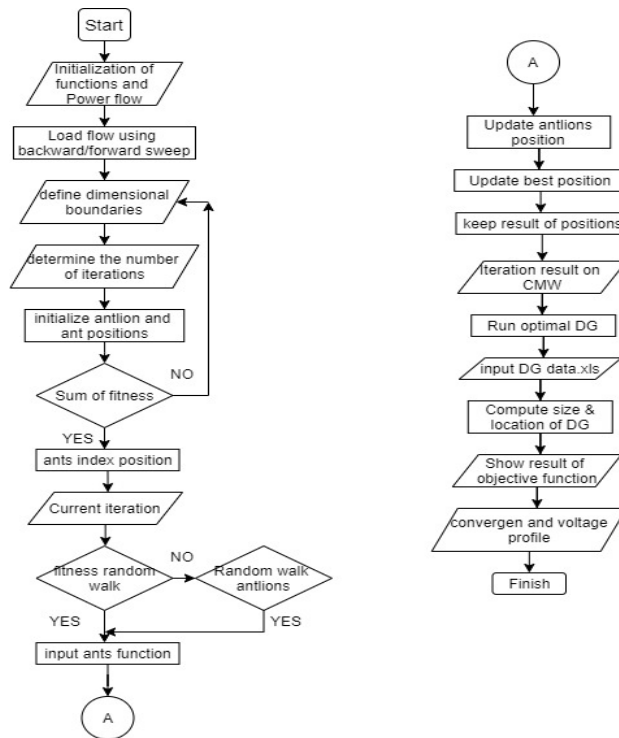 Start
Initialization of
functions and
Power flow
Load flow using
backward/forward sweep
define dimensional
boundaries
determine the number
of iterations
initialize antlion and
ant positions
Sum of fitness
NO
YES
ants index position
Current iteration
fitness random
walk
NO
Random walk
antlions
YES
YES
input ants function
A
A
Update antlions
position
Update best position
keep result of positions
Iteration result on
CMW
Run optimal DG
input DG data.xls
Compute size &
location of DG
Show result of
objective function
convergen and voltage
profile
Finish